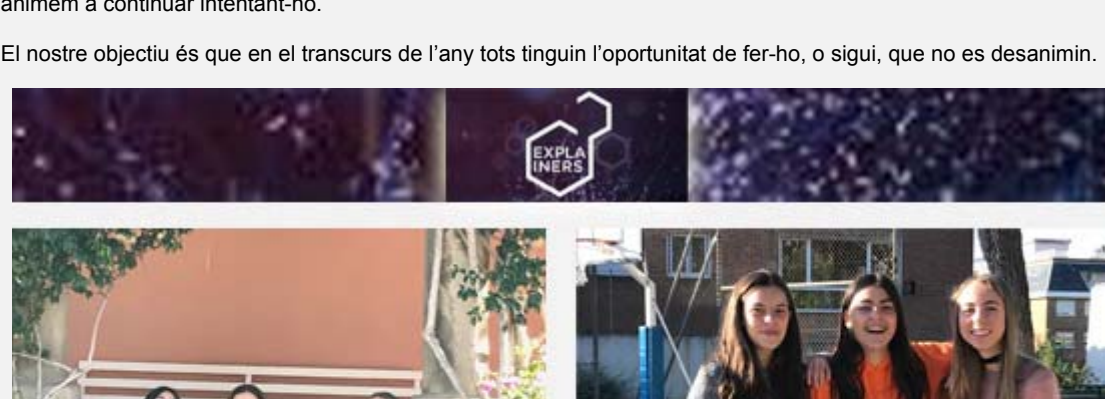 animem a continuar intentant-ho.
El nostre objectiu és que en el transcurs de l’any tots tinguin l’oportunitat de fer-ho, o sigui, que no es desanimin.
EXPLA
INERS